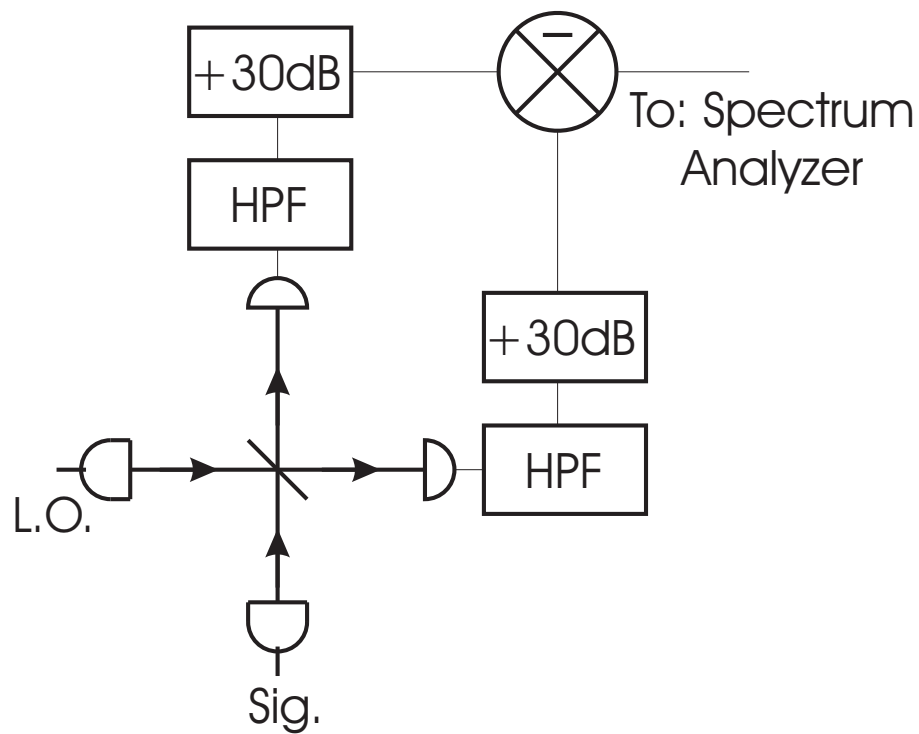 +30dB
−
To: Spectrum
Analyzer
HPF
+30dB
HPF
L.O.
Sig.